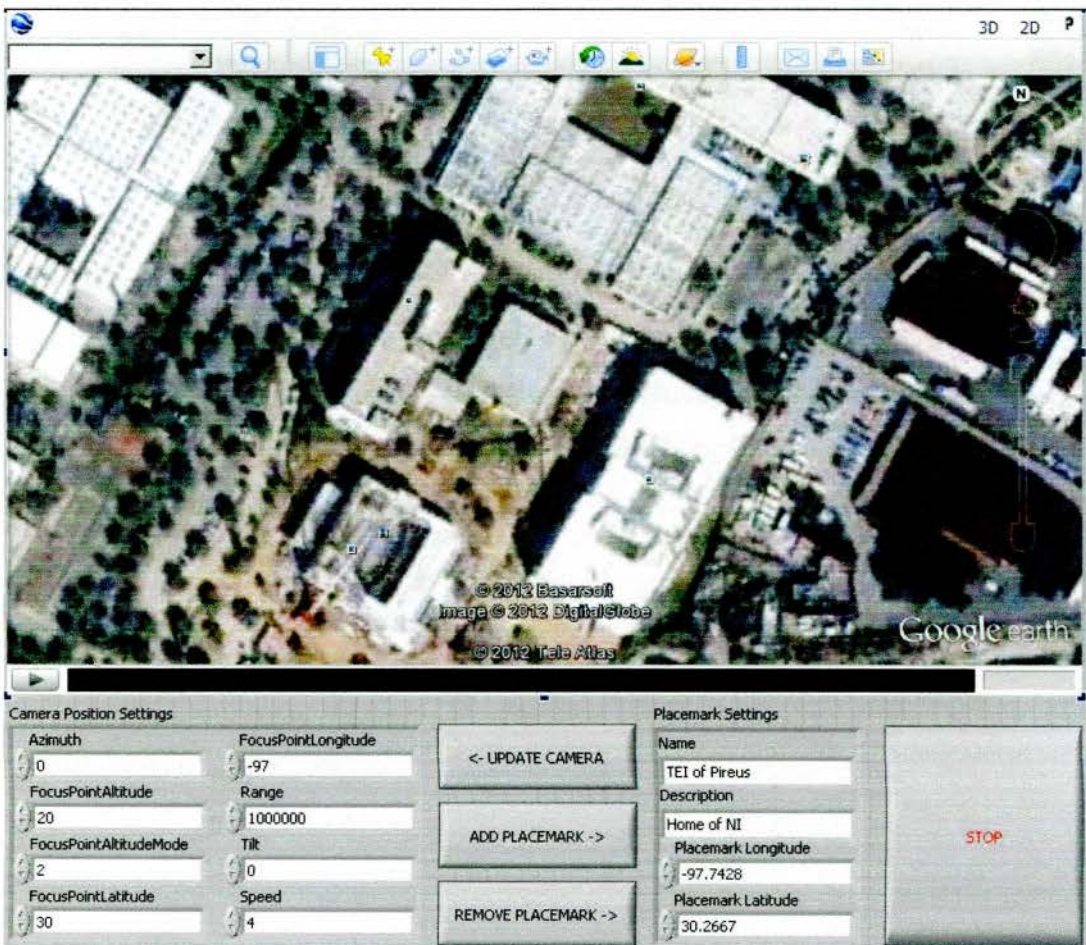 3D 2D ?
N
© 2012 Basarsoft
Image © 2012 DigitalGlobe
© 2012 Tele Atlas
Google earth
Camera Position Settings
Azimuth
0
FocusPointAltitude
20
FocusPointAltitudeMode
2
FocusPointLatitude
30
FocusPointLongitude
-97
Range
1000000
Tilt
0
Speed
4
<- UPDATE CAMERA
ADD PLACEMARK ->
REMOVE PLACEMARK ->
Placemark Settings
Name
TEI of Pireus
Description
Home of NI
Placemark Longitude
-97.7428
Placemark Latitude
30.2667
STOP